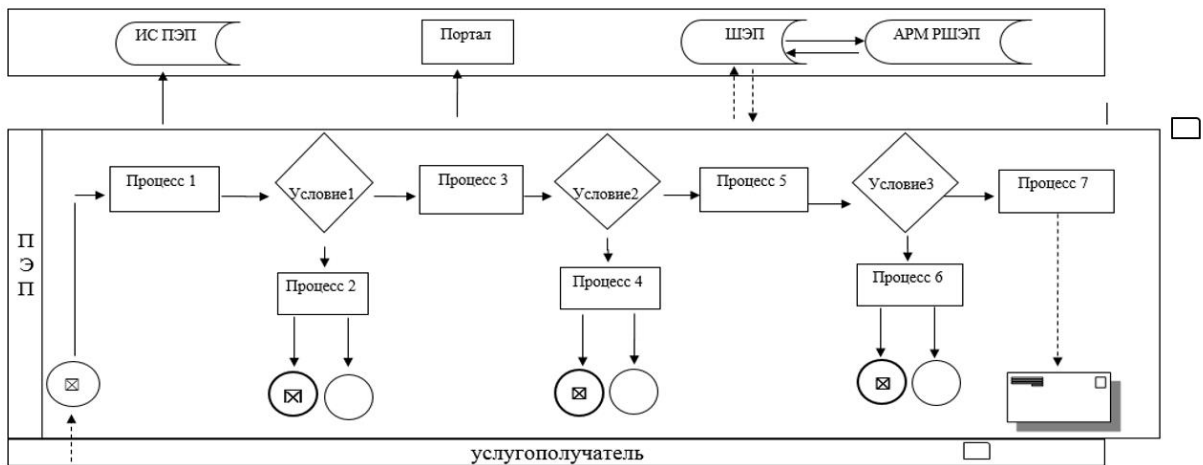 ИС ПЭП
Портал
ШЭП
АРМ РШЭП
ПЭП
Процесс 1
Условие1
Процесс 3
Условие2
Процесс 5
Условие3
Процесс 7
Процесс 2
Процесс 4
Процесс 6
услугополучатель